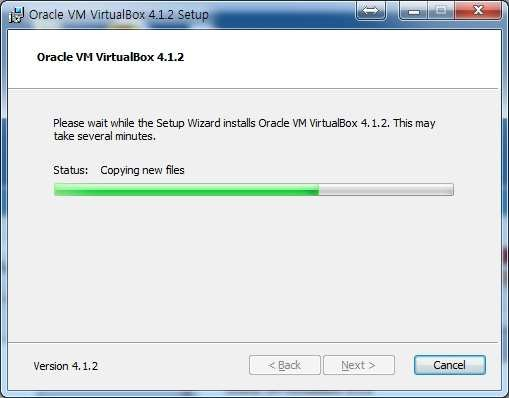 Oracle VM VirtualBox 4.1.2 Setup
Oracle VM VirtualBox 4.1.2
Please wait while the Setup Wizard installs Oracle VM VirtualBox 4.1.2. This may
take several minutes.
Status: Copying new files
Version 4.1.2
< Back
Next >
Cancel